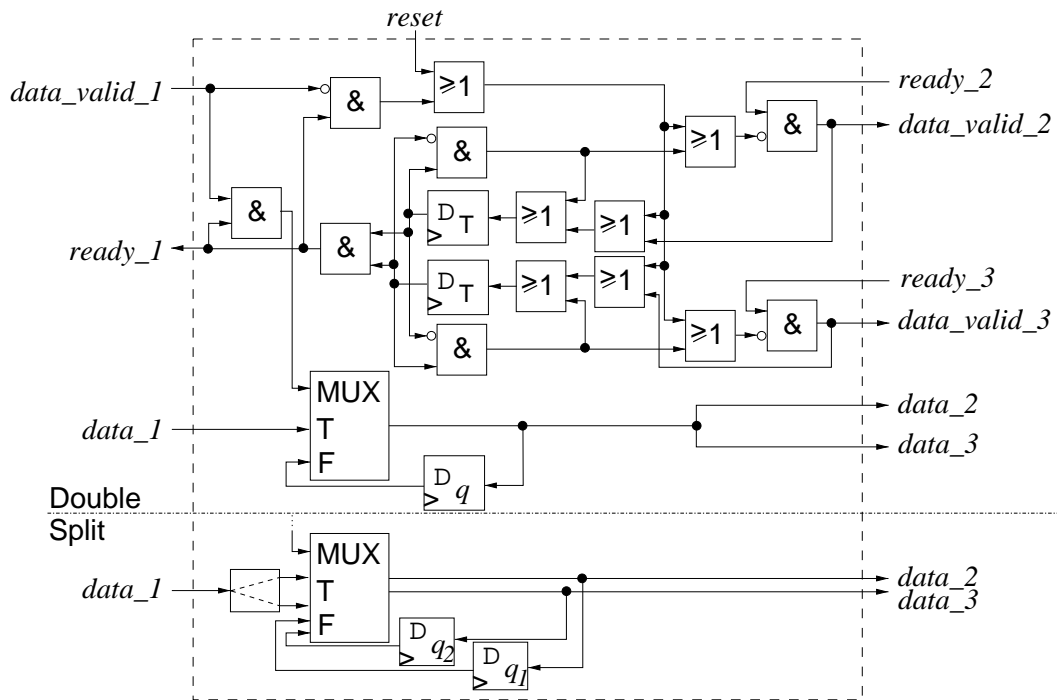 reset
data_valid_1
ready_2
≥1
&
data_valid_2
≥1
&
&
&
D T
≥1
≥1
ready_1
&
D T
≥1
≥1
ready_3
≥1
&
data_valid_3
&
MUX
data_1
T
F
data_2
data_3
D q
Double
Split
MUX
data_1
T
F
data_2
data_3
D q2
D q1